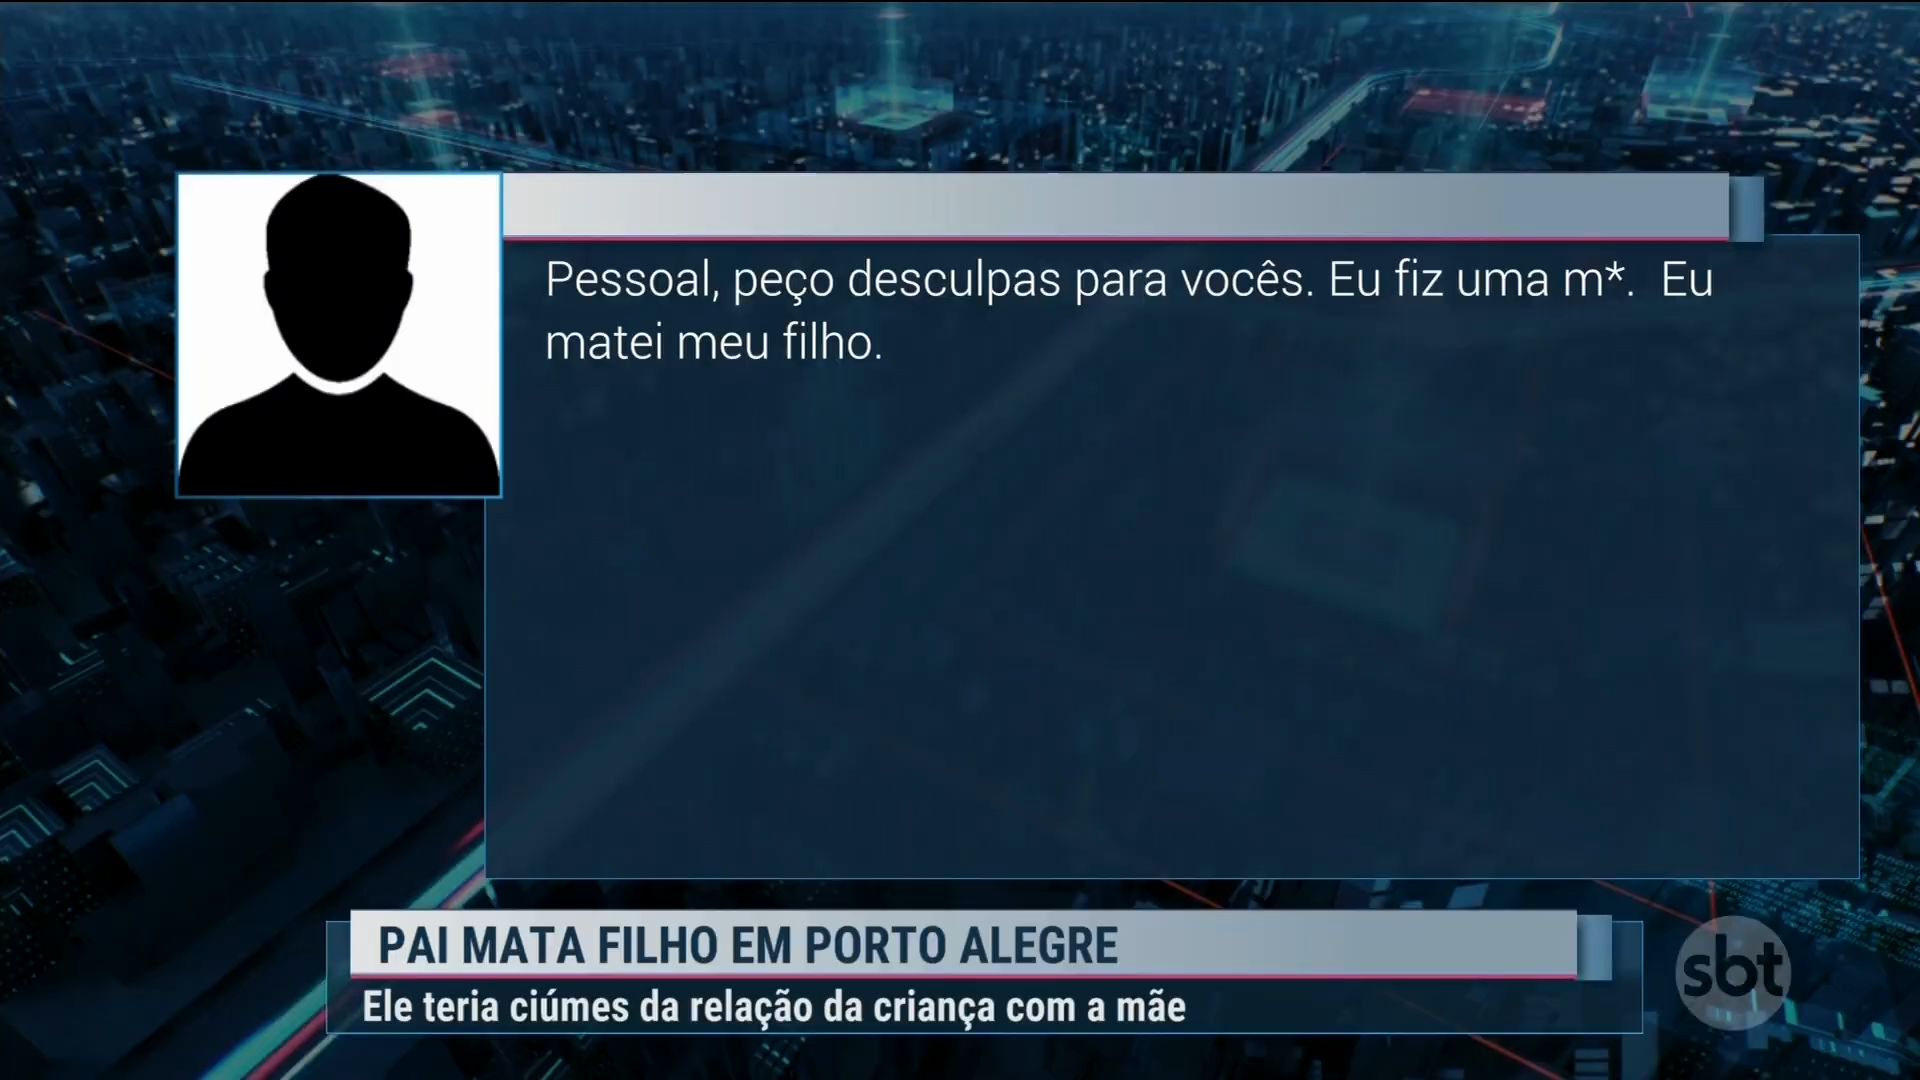 Pessoal, peço desculpas para vocês. Eu fiz uma m*. Eu
matei meu filho.
PAI MATA FILHO EM PORTO ALEGRE
Ele teria ciúmes da relação da criança com a mãe
sbt